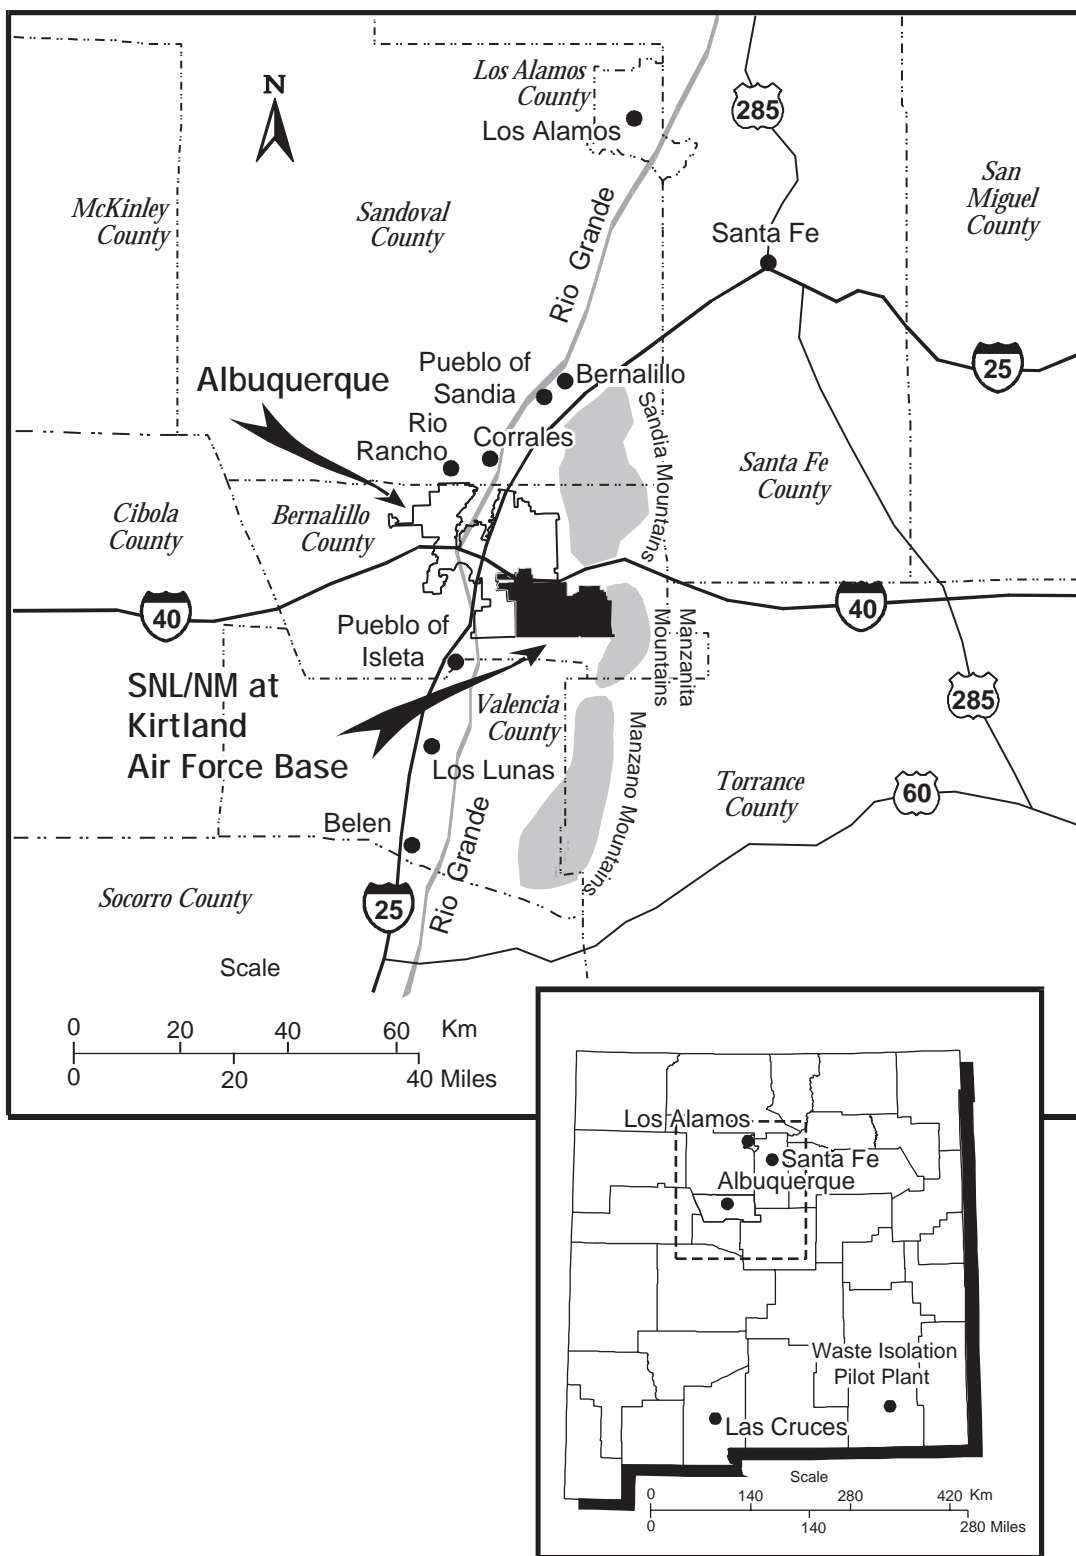 N
Los Alamos
County
Los Alamos
285
San
Miguel
County
McKinley
County
Sandoval
County
Rio Grande
Santa Fe
25
Albuquerque
Pueblo of
Sandia
Bernalillo
Rio
Rancho
Corrales
Sandia Mountains
Santa Fe
County
Cibola
County
Bernalillo
County
40
40
Pueblo of
Isleta
Manzanita
Mountains
SNL/NM at
Kirtland
Air Force Base
Valencia
County
285
Los Lunas
Manzano Mountains
Torrance
County
60
Belen
Rio Grande
Socorro County
25
Scale
0 20 40 60 Km
0 20 40 Miles
Los Alamos
Santa Fe
Albuquerque
Waste Isolation
Pilot Plant
Las Cruces
Scale
0 140 280 420 Km
0 140 280 Miles